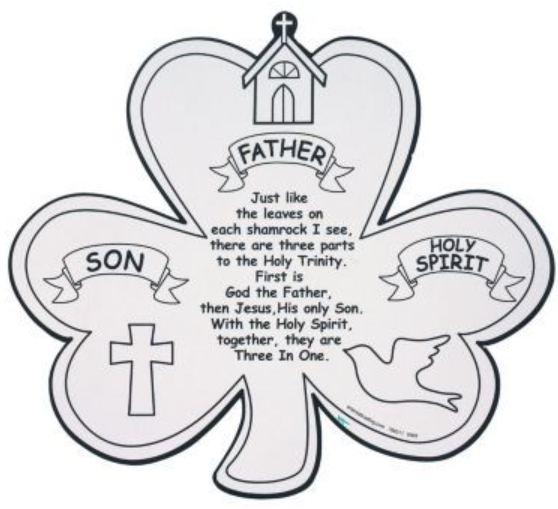 FATHER
Just like
the leaves on
each shamrock I see,
there are three parts
to the Holy Trinity.
First is
God the Father,
then Jesus,His only Son.
With the Holy Spirit,
together, they are
Three In One.
SON
HOLY
SPIRIT